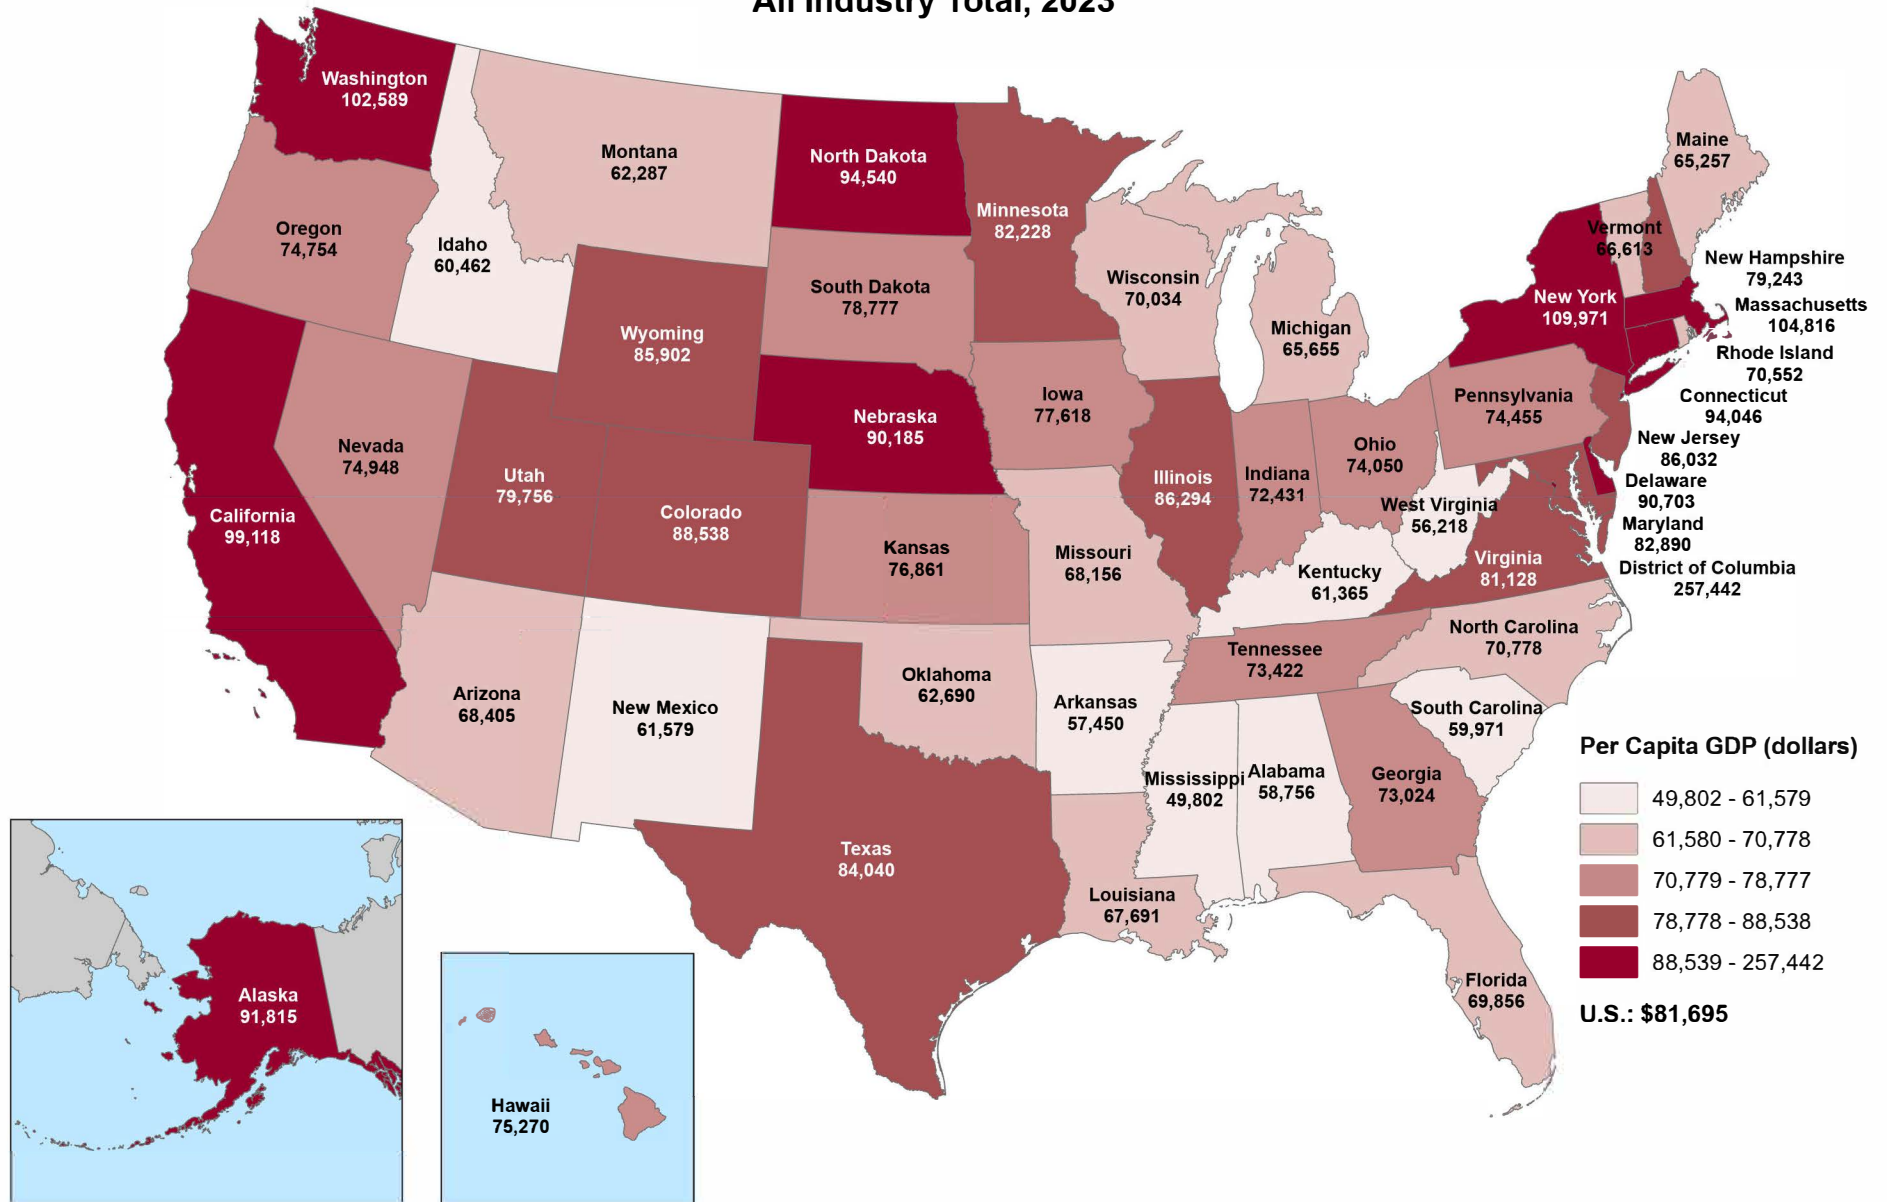 All Industry Total, 2023
Washington
102,589
Montana
62,287
North Dakota
94,540
Minnesota
82,228
Maine
65,257
Oregon
74,754
Idaho
60,462
Wisconsin
70,034
Vermont
66,613
New Hampshire
79,243
South Dakota
78,777
New York
109,971
Massachusetts
104,816
Wyoming
85,902
Michigan
65,655
Rhode Island
70,552
Iowa
77,618
Pennsylvania
74,455
Connecticut
94,046
Nebraska
90,185
New Jersey
86,032
Nevada
74,948
Utah
79,756
Illinois
86,294
Indiana
72,431
Ohio
74,050
Delaware
90,703
West Virginia
56,218
California
99,118
Colorado
88,538
Maryland
82,890
Kansas
76,861
Missouri
68,156
Kentucky
61,365
Virginia
81,128
District of Columbia
257,442
Tennessee
73,422
North Carolina
70,778
Arizona
68,405
New Mexico
61,579
Oklahoma
62,690
Arkansas
57,450
South Carolina
59,971
Mississippi
49,802
Alabama
58,756
Georgia
73,024
Texas
84,040
Louisiana
67,691
Florida
69,856
Alaska
91,815
Hawaii
75,270
Per Capita GDP (dollars)
49,802 - 61,579
61,580 - 70,778
70,779 - 78,777
78,778 - 88,538
88,539 - 257,442
U.S.: $81,695